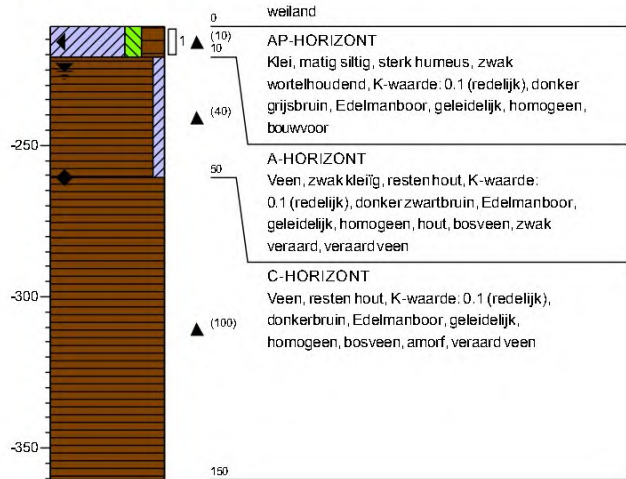 0
weiland
(10)
1
10
AP-HORIZONT
Klei, matig siltig, sterk humeus, zwak
wortelhoudend, K-waarde: 0.1 (redelijk), donker
grijsbruin, Edelmanboor, geleidelijk, homogeen,
bouwvoor
(40)
-250
50
A-HORIZONT
Veen, zwak kleiïg, resten hout, K-waarde:
0.1 (redelijk), donker zwartbruin, Edelmanboor,
geleidelijk, homogeen, hout, bosveen, zwak
veraard, veraard veen
C-HORIZONT
Veen, resten hout, K-waarde: 0.1 (redelijk),
donkerbruin, Edelmanboor, geleidelijk,
homogeen, bosveen, amorf, veraard veen
-300
(100)
-350
150